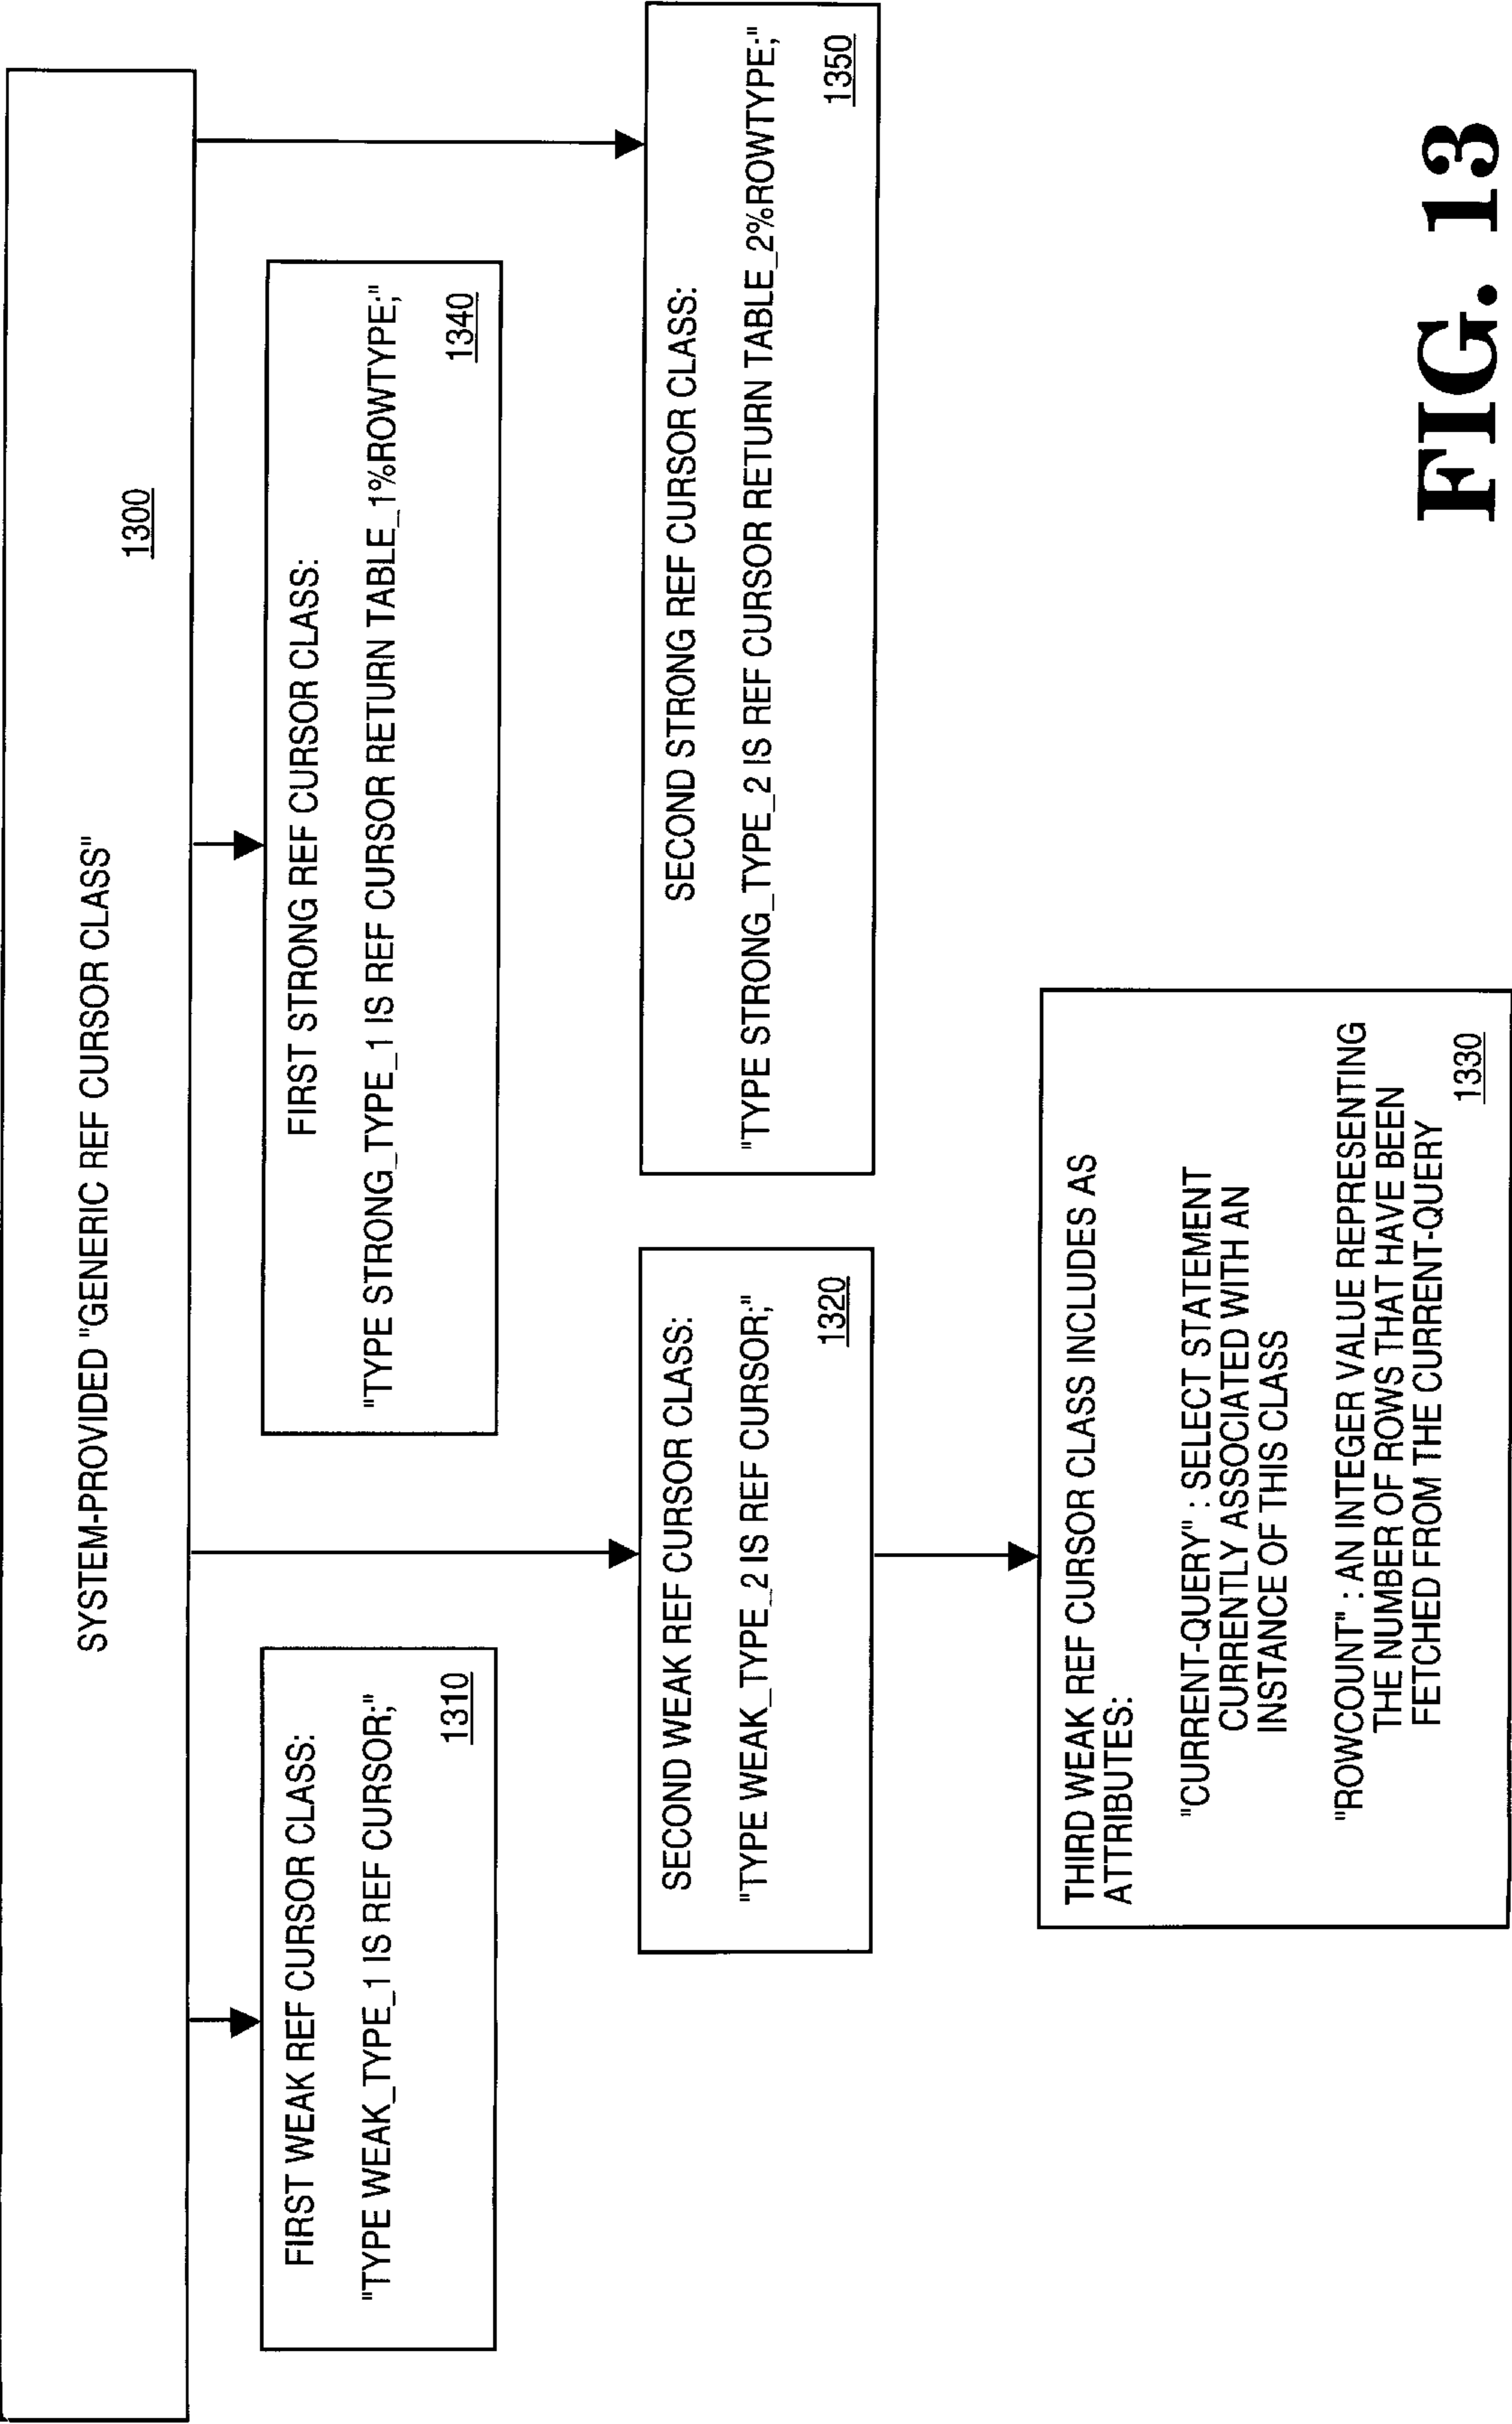 SYSTEM-PROVIDED "GENERIC REF CURSOR CLASS"
1300
FIRST WEAK REF CURSOR CLASS:
"TYPE WEAK_TYPE_1 IS REF CURSOR;"
1310
FIRST STRONG REF CURSOR CLASS:
"TYPE STRONG_TYPE_1 IS REF CURSOR RETURN TABLE_1%ROWTYPE;"
1340
SECOND WEAK REF CURSOR CLASS:
"TYPE WEAK_TYPE_2 IS REF CURSOR;"
1320
SECOND STRONG REF CURSOR CLASS:
"TYPE STRONG_TYPE_2 IS REF CURSOR RETURN TABLE_2%ROWTYPE;"
1350
THIRD WEAK REF CURSOR CLASS INCLUDES AS
ATTRIBUTES:
"CURRENT-QUERY" : SELECT STATEMENT
CURRENTLY ASSOCIATED WITH AN
INSTANCE OF THIS CLASS
"ROWCOUNT" : AN INTEGER VALUE REPRESENTING
THE NUMBER OF ROWS THAT HAVE BEEN
FETCHED FROM THE CURRENT-QUERY
1330
FIG. 13